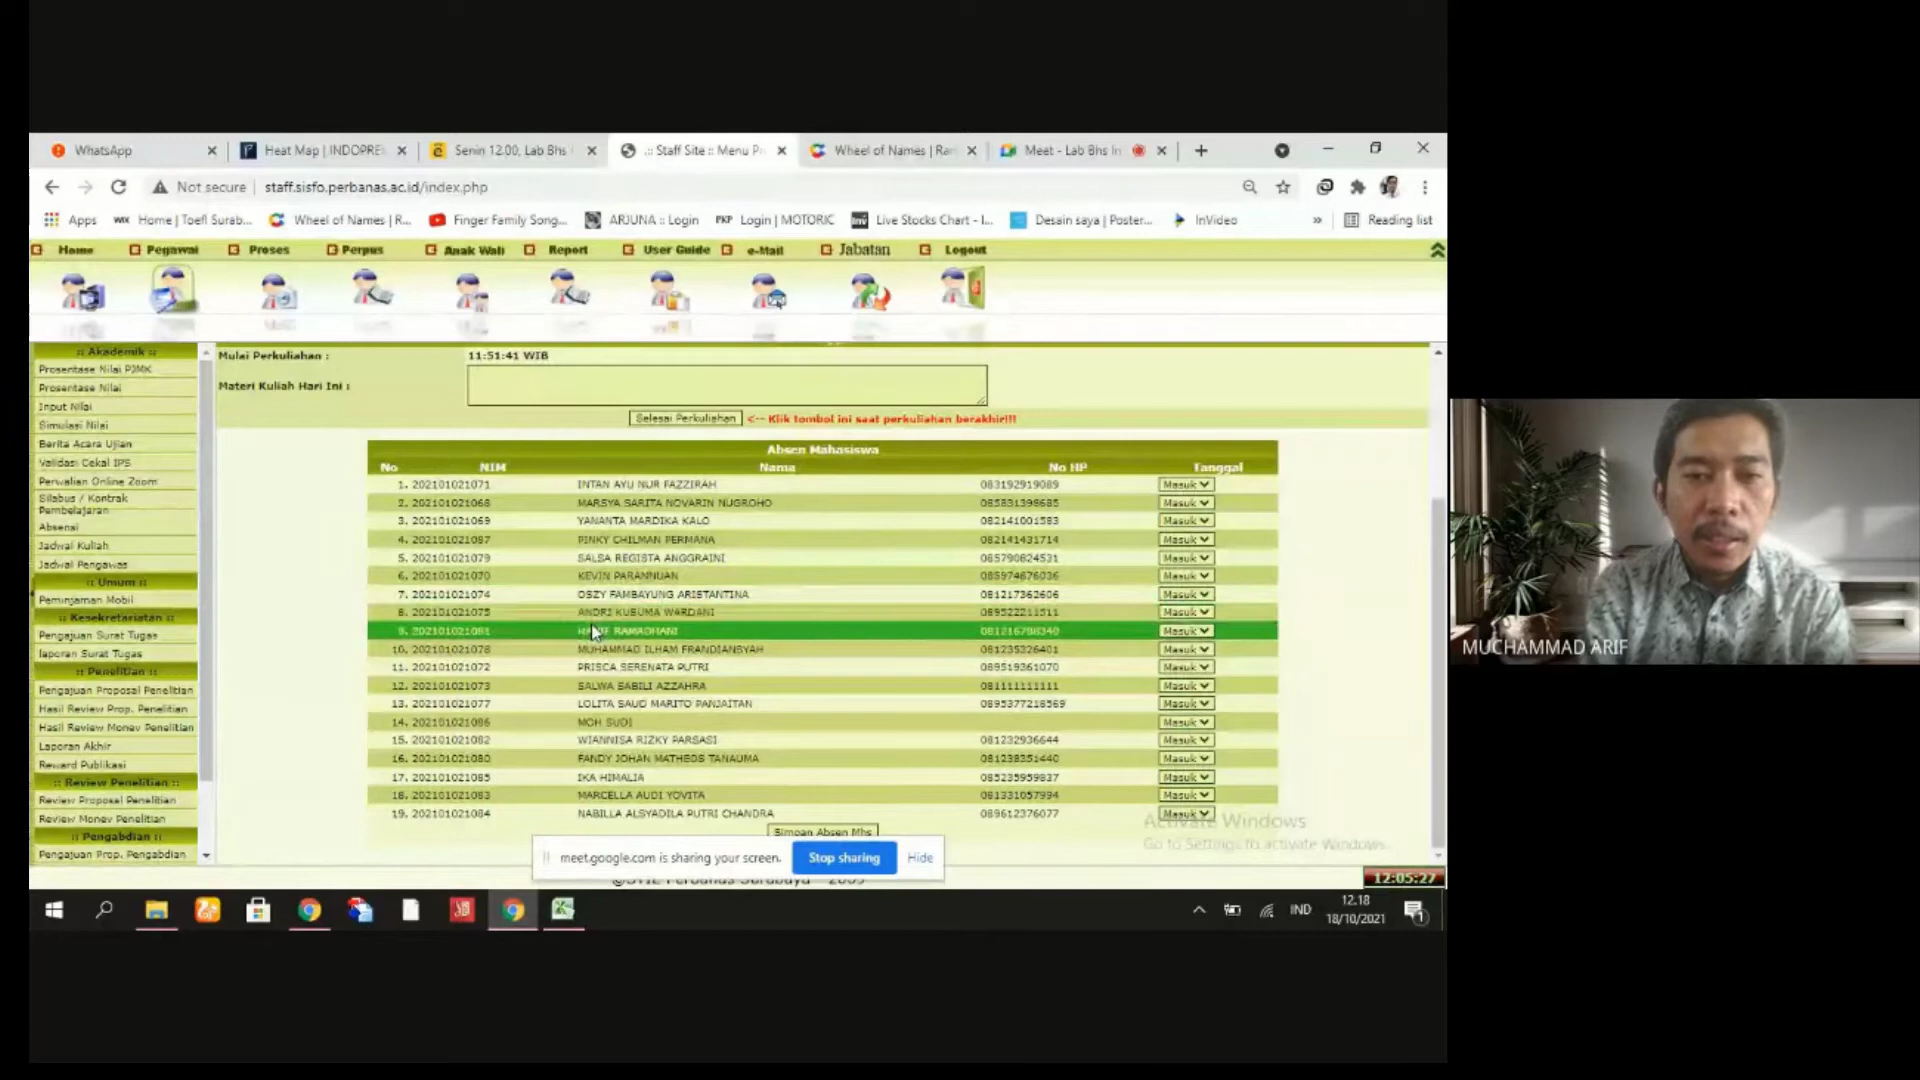 WhatsApp
Heat Map | INDOPRE
Senin 12.00, Lab Bhs
.:: Staff Site :: Menu P
Wheel of Names | Ra
Meet - Lab Bhs In
Not secure
staff.sisfo.perbanas.ac.id/index.php
Apps
WIX Home | Toefl Surab...
Wheel of Names | R...
Finger Family Song...
ARJUNA :: Login
PKP Login | MOTORIC
Live Stocks Chart - I...
Desain saya | Poster...
InVideo
»
Reading list
Home
Pegawai
Proses
Perpus
Anak Wali
Report
User Guide
e-Mail
Jabatan
Logout
:: Akademik ::
Prosentase Nilai PJMK
Prosentase Nilai
Input Nilai
Simulasi Nilai
Berita Acara Ujian
Validasi Cekal IPS
Perwalian Online Zoom
Silabus / Kontrak
Pembelajaran
Absensi
Jadwal Kuliah
Jadwal Pengawas
:: Umum ::
Peminjaman Mobil
:: Kesekretariatan ::
Pengajuan Surat Tugas
laporan Surat Tugas
:: Penelitian ::
Pengajuan Proposal Penelitian
Hasil Review Prop. Penelitian
Hasil Review Monev Penelitian
Laporan Akhir
Reward Publikasi
:: Review Penelitian ::
Review Proposal Penelitian
Review Monev Penelitian
:: Pengabdian ::
Pengajuan Prop. Pengabdian
Mulai Perkuliahan :
11:51:41 WIB
Materi Kuliah Hari Ini :
Selesai Perkuliahan <-- Klik tombol ini saat perkuliahan berakhir!!!
Absen Mahasiswa
No NIM Nama No HP Tanggal
1. 202101021071 INTAN AYU NUR FAZZIRAH 083192919089 Masuk
2. 202101021068 MARSYA SARITA NOVARIN NUGROHO 085831398685 Masuk
3. 202101021069 YANANTA MARDIKA KALO 082141001583 Masuk
4. 202101021087 PINKY CHILMAN PERMANA 082141431714 Masuk
5. 202101021079 SALSA REGISTA ANGGRAINI 085790824531 Masuk
6. 202101021070 KEVIN PARANNUAN 085974676036 Masuk
7. 202101021074 OSZY FAMBAYUNG ARISTANTINA 081217362606 Masuk
8. 202101021075 ANDRI KUSUMA WARDANI 089522211511 Masuk
9. 202101021081 RAMADHANI 081216788340 Masuk
10. 202101021078 MUHAMMAD ILHAM FRANDIANSYAH 081235326401 Masuk
11. 202101021072 PRISCA SERENATA PUTRI 089519361070 Masuk
12. 202101021073 SALWA SABILI AZZAHRA 081111111111 Masuk
13. 202101021077 LOLITA SAUD MARITO PANJAITAN 0895377218569 Masuk
14. 202101021086 MOH SUDI Masuk
15. 202101021082 WIANNISA RIZKY PARSASI 081232936644 Masuk
16. 202101021080 FANDY JOHAN MATHEOS TANAUMA 081238351440 Masuk
17. 202101021085 IKA HIMALIA 085235959837 Masuk
18. 202101021083 MARCELLA AUDI YOVITA 081331057994 Masuk
19. 202101021084 NABILLA ALSYADILA PUTRI CHANDRA 089612376077 Masuk
Simpan Absen Mhs
Activate Windows
Go to Settings to activate Windows.
meet.google.com is sharing your screen.
Stop sharing
Hide
12:05:27
IND
12.18
18/10/2021
1
MUCHAMMAD ARIF